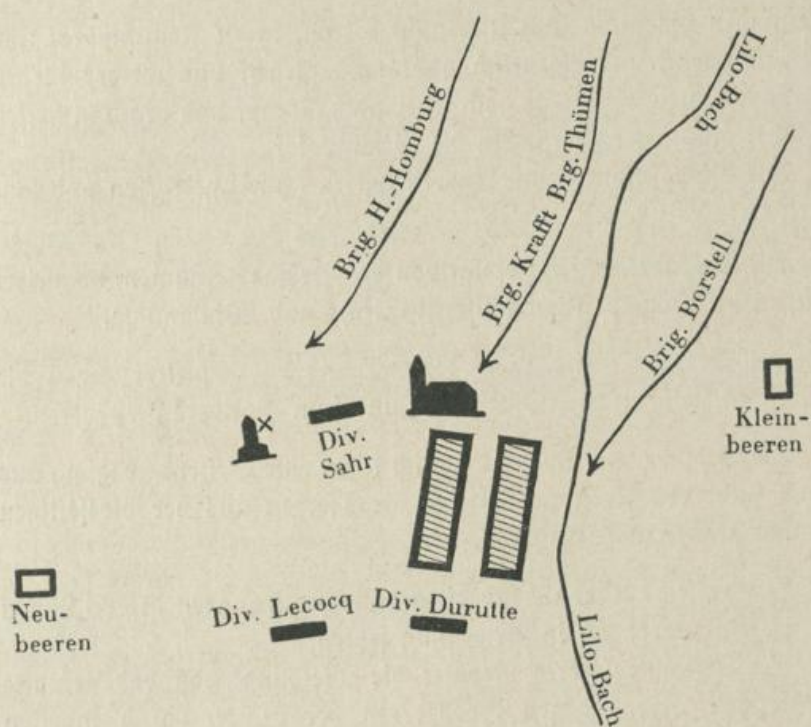 Brig. H.-Homburg
Brg. Krafft Brg. Thümen
Lilo-Bach
Brig. Borstell
Klein-
beeren
Div.
Sahr
Neu-
beeren
Div. Lecocq
Div. Durutte
Lilo-Bach